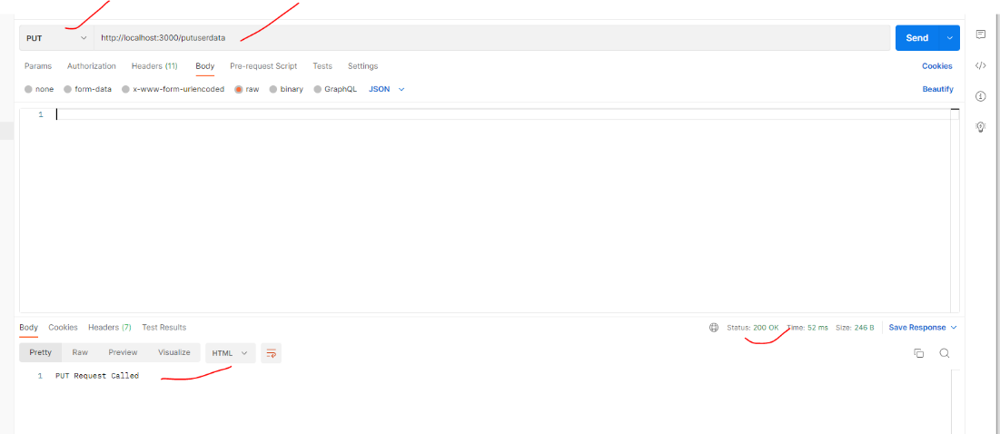 PUT http://localhost:3000/putuserdata Send
Params Authorization Headers (11) Body Pre-request Script Tests Settings Cookies
none form-data x-www-form-urlencoded raw binary GraphQL JSON Beautify
1
Body Cookies Headers (7) Test Results Status: 200 OK Time: 52 ms Size: 246 B Save Response
Pretty Raw Preview Visualize HTML
1 PUT Request Called